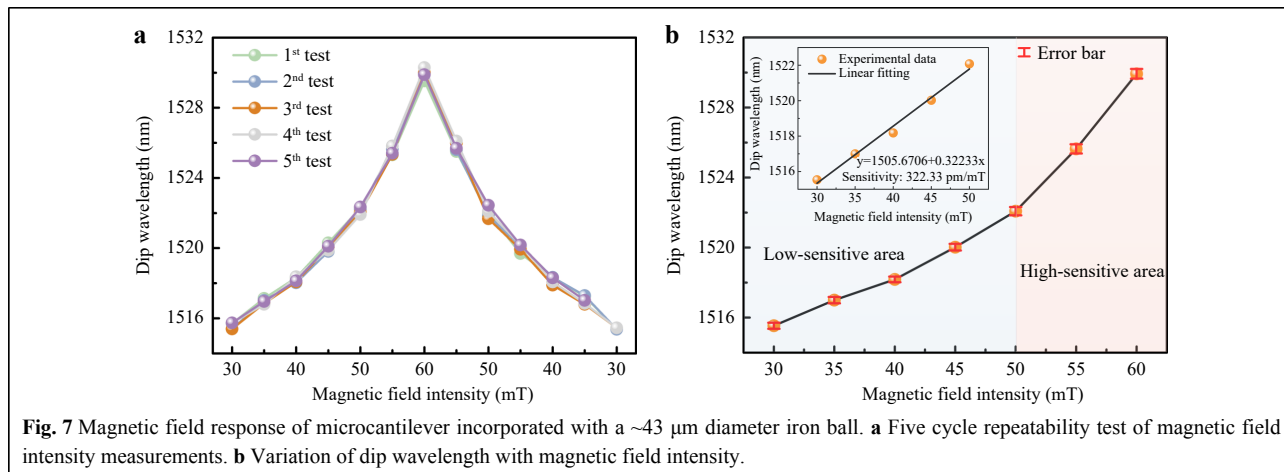 a
1532
1528
1524
1520
1516
Dip wavelength (nm)
1st test
2nd test
3rd test
4th test
5th test
30 40 50 60 50 40 30
Magnetic field intensity (mT)
b
1532
1528
1524
1520
1516
Dip wavelength (nm)
Error bar
1522
1520
1518
1516
Dip wavelength (nm)
Experimental data
Linear fitting
y=1505.6706+0.32233x
Sensitivity: 322.33 pm/mT
30 35 40 45 50
Magnetic field intensity (mT)
Low-sensitive area
High-sensitive area
30 35 40 45 50 55 60
Magnetic field intensity (mT)
Fig. 7 Magnetic field response of microcantilever incorporated with a ~43 μm diameter iron ball. a Five cycle repeatability test of magnetic field
intensity measurements. b Variation of dip wavelength with magnetic field intensity.